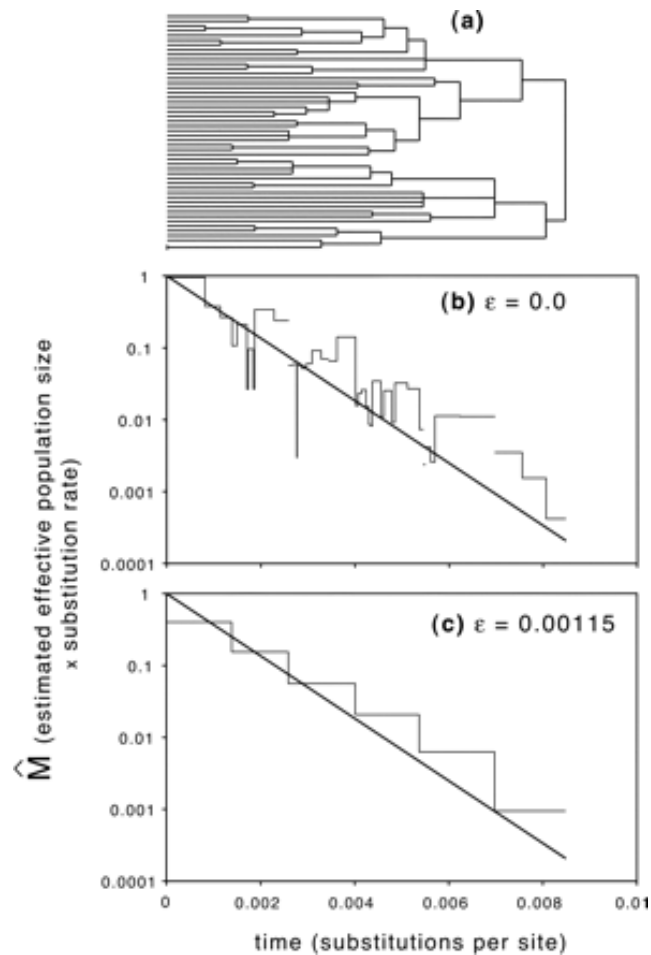 (a)
1
0.1
0.01
0.001
0.0001
(b) ε = 0.0
1
0.1
0.01
0.001
0.0001
(c) ε = 0.00115
0
0.002
0.004
0.006
0.008
0.01
time (substitutions per site)
M̂ (estimated effective population size
x substitution rate)